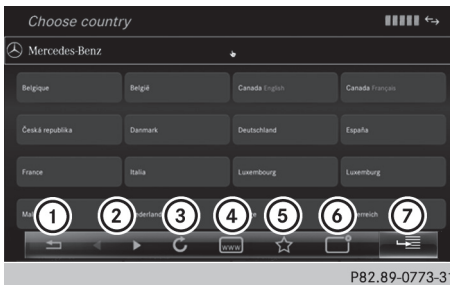 Choose country
Mercedes-Benz
Belgique België Canada English Canada Français
Česká republika Danmark Deutschland España
France Italia Luxembourg Luxemburg
1 2 3 4 5 6 7
www
P82.89-0773-31